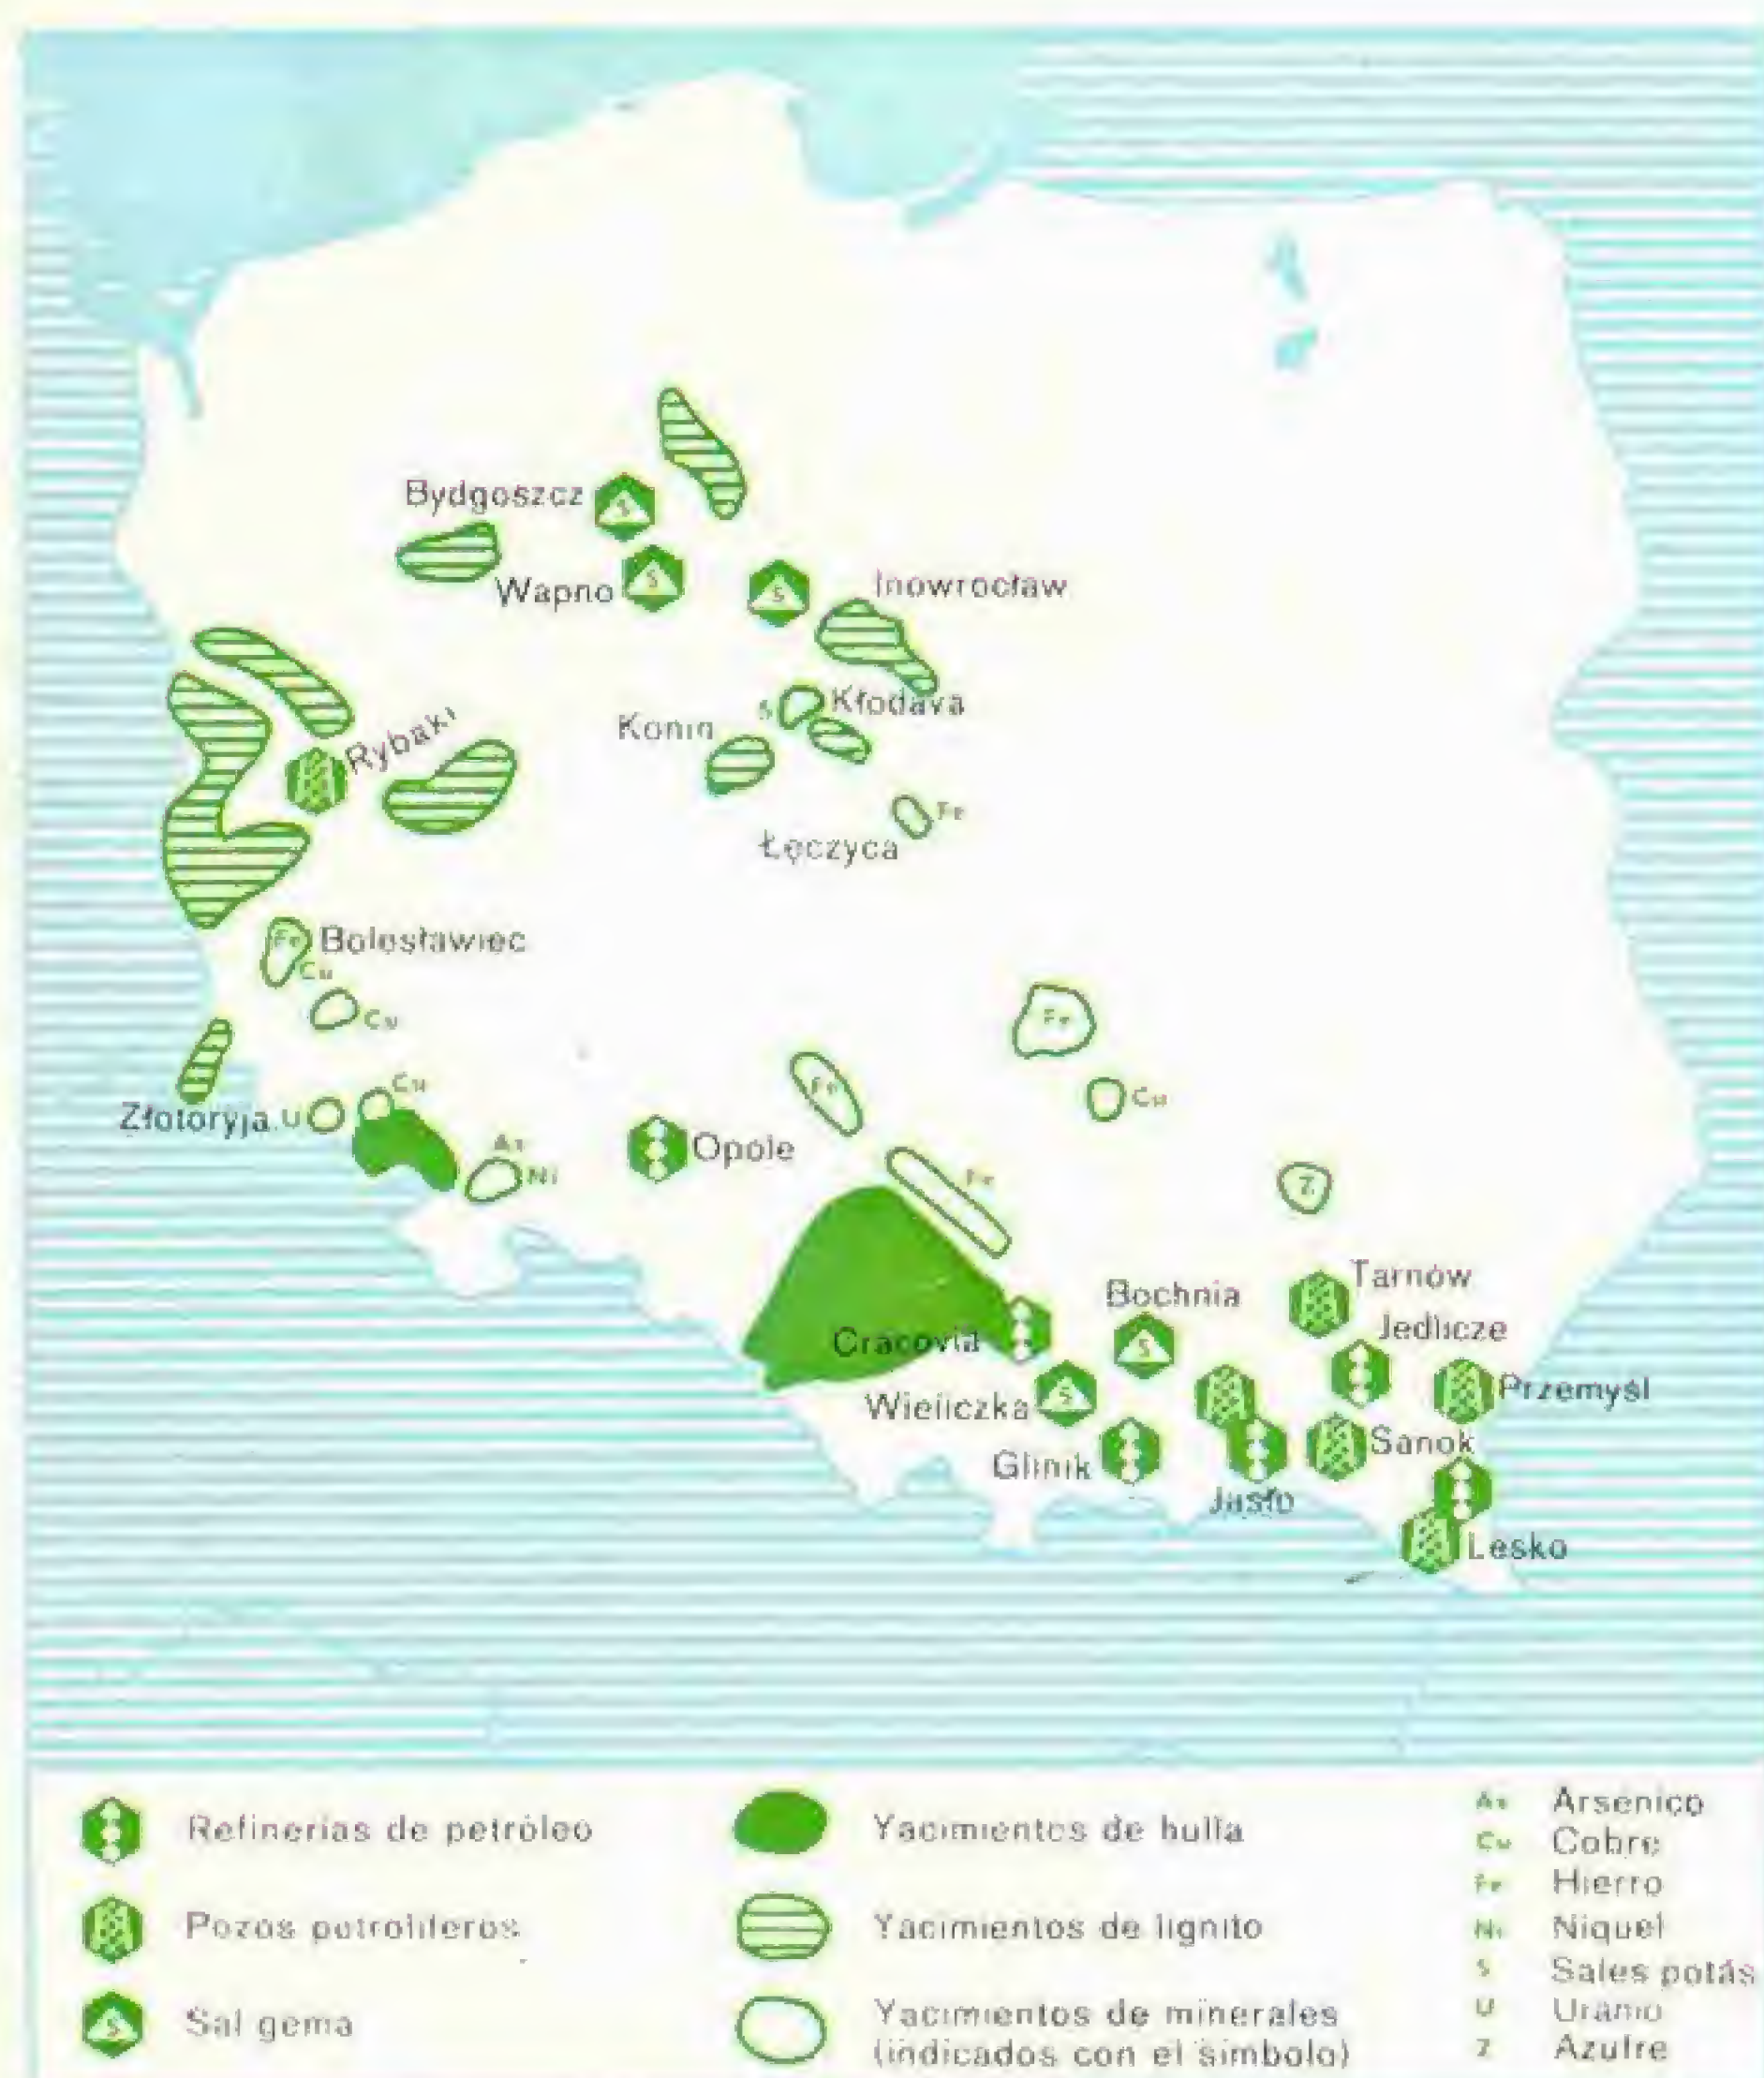 Bydgoszcz
S
Wapno
S
S
Inowrocław
Rybaki
Konin
S
Kłodava
Fe
Łęczyca
Fe
Bolesławiec
Cu
Cu
Cu
Złotoryja
U
As
Ni
Opole
Fe
Fe
Fe
Cu
Z
Cracovia
Bochnia
S
Tarnów
Jedlicze
Wieliczka
S
Przemyśl
Glinik
Sanok
Jasło
Lesko
Refinerías de petróleo
Pozos petrolíferos
S Sal gema
Yacimientos de hulla
Yacimientos de lignito
Yacimientos de minerales
(indicados con el símbolo)
As Arsénico
Cu Cobre
Fe Hierro
Ni Níquel
S Sales potás
U Uranio
Z Azufre